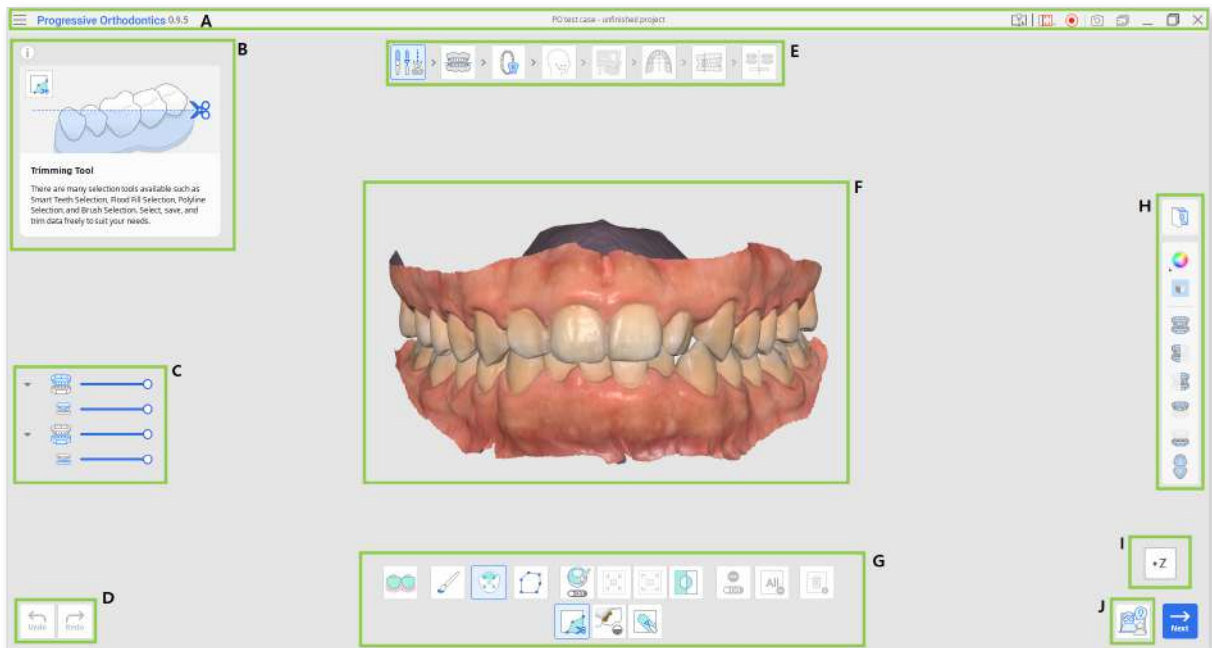 Progressive Orthodontics 0.9.5 A
PO test case - unfinished project
B
E
Trimming Tool
There are many selection tools available such as
Smart Teeth Selection, Flood Fill Selection, Polyline
Selection, and Brush Selection. Select, save, and
trim data freely to suit your needs.
F
H
C
I
+Z
G
All
D
Undo Redo
J
Next